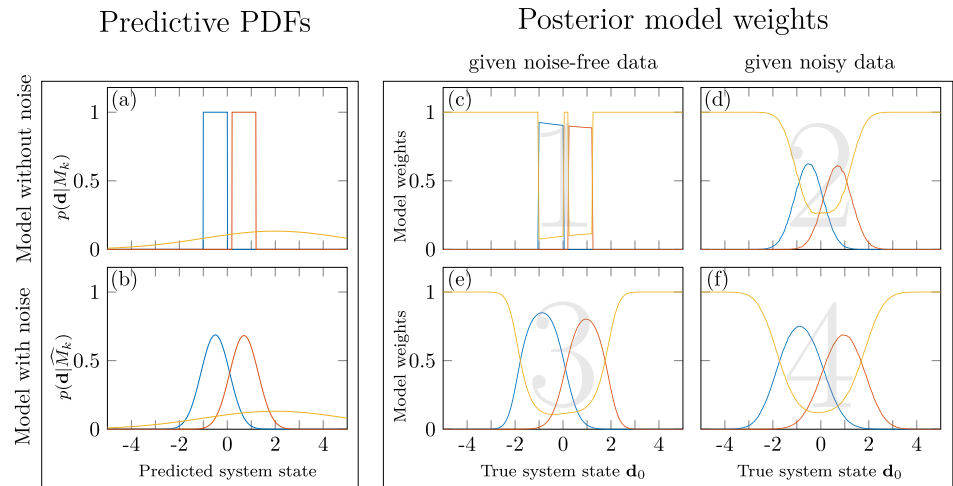 Predictive PDFs
Posterior model weights
given noise-free data
given noisy data
Model without noise
p(d|M_k)
(a)
1
0.5
0
Model weights
(c)
1
1
0.5
0
(d)
2
Model with noise
p(d|\widehat{M_k})
(b)
1
0.5
0
-4 -2 0 2 4
Predicted system state
Model weights
(e)
3
1
0.5
0
-4 -2 0 2 4
True system state d_0
(f)
4
-4 -2 0 2 4
True system state d_0